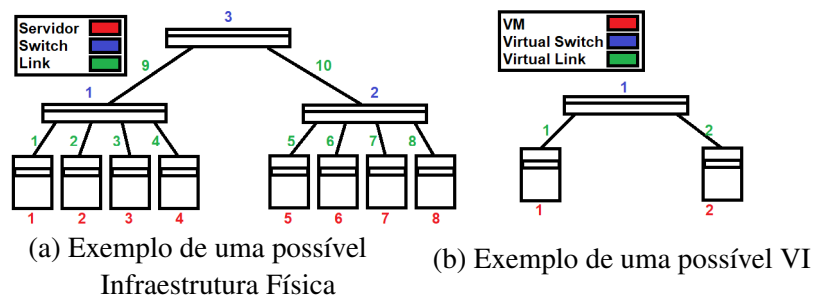 Servidor
Switch
Link
3
9 10
1 2
1 2 3 4 5 6 7 8
1 2 3 4 5 6 7 8
(a) Exemplo de uma possível
Infraestrutura Física
VM
Virtual Switch
Virtual Link
1
1 2
1 2
(b) Exemplo de uma possível VI